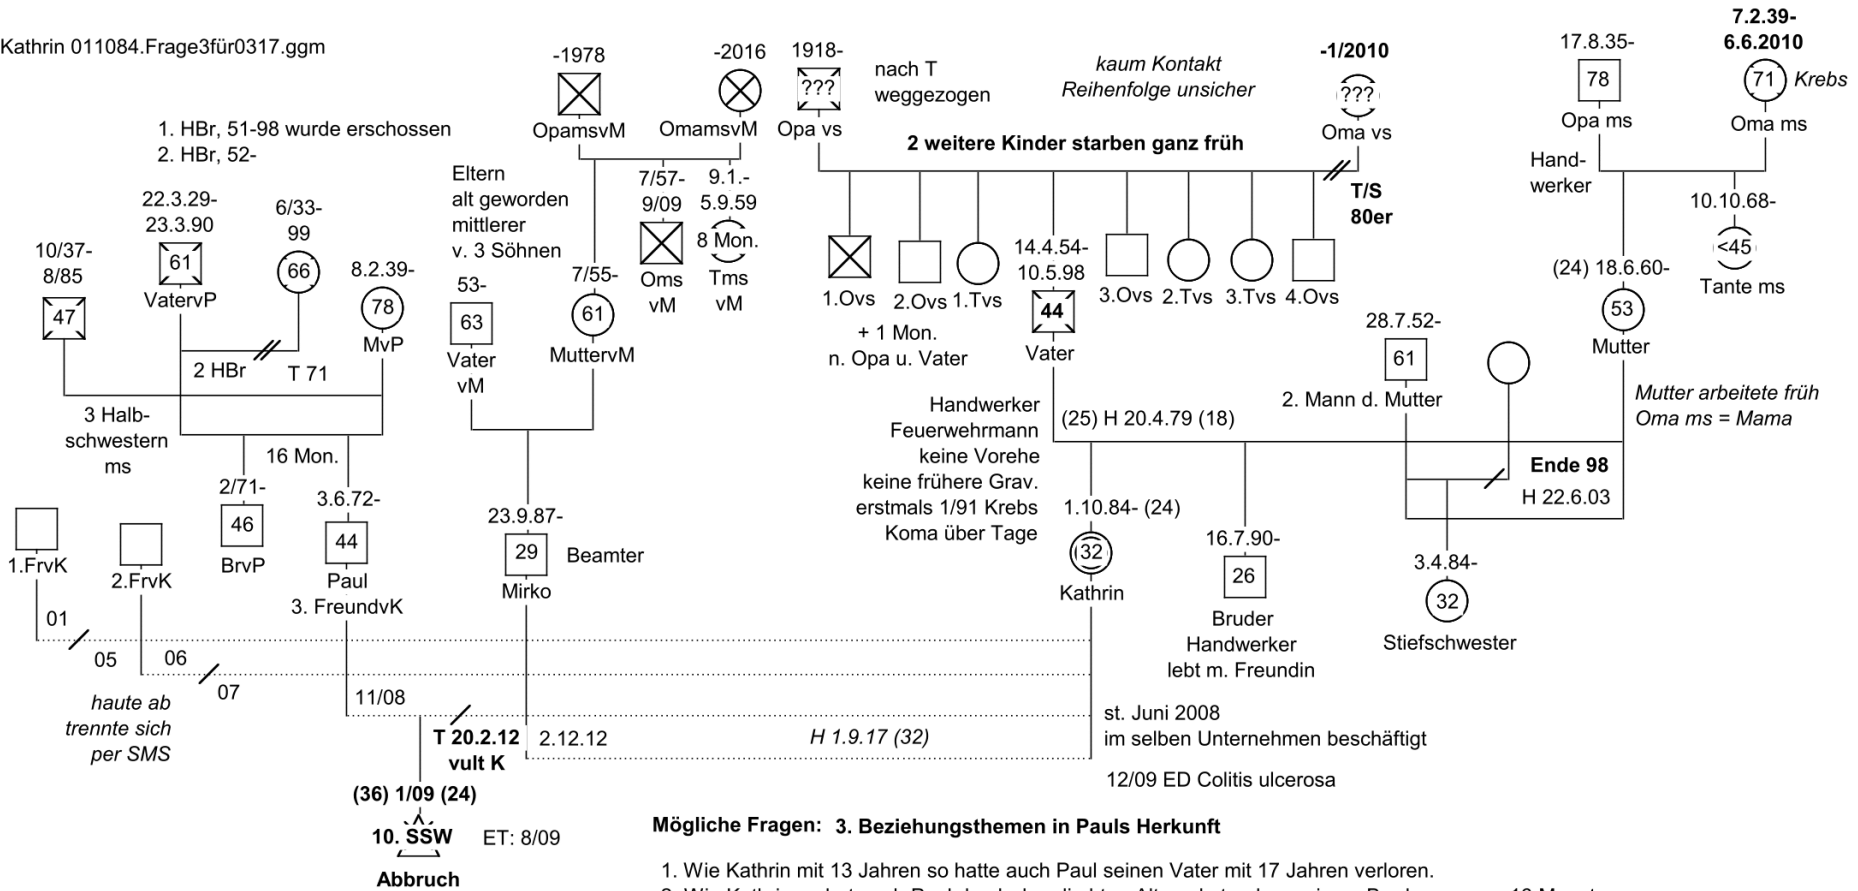 Kathrin 011084.Frage3für0317.ggm
-1978
-2016
1918-
-1/2010
17.8.35-
7.2.39-
6.6.2010
???
nach T
weggezogen
kaum Kontakt
Reihenfolge unsicher
???
78
71
Krebs
OpamsvM
OmamsvM
Opa vs
Oma vs
Opa ms
Oma ms
1. HBr, 51-98 wurde erschossen
2. HBr, 52-
2 weitere Kinder starben ganz früh
Hand-
werker
Eltern
alt geworden
mittlerer
v. 3 Söhnen
7/57-
9/09
9.1.-
5.9.59
T/S
80er
10.10.68-
22.3.29-
23.3.90
6/33-
99
10/37-
8/85
8.2.39-
61
66
VatervP
47
78
MvP
8 Mon.
Oms
vM
Tms
vM
<45
Tante ms
53-
63
Vater
vM
7/55-
61
MuttervM
14.4.54-
10.5.98
44
Vater
1.Ovs
2.Ovs
1.Tvs
3.Ovs
2.Tvs
3.Tvs
4.Ovs
+ 1 Mon.
n. Opa u. Vater
(24) 18.6.60-
53
Mutter
28.7.52-
61
2. Mann d. Mutter
Mutter arbeitete früh
Oma ms = Mama
2 HBr
T 71
3 Halb-
schwestern
ms
16 Mon.
Handwerker
Feuerwehrmann
keine Vorehe
keine frühere Grav.
erstmals 1/91 Krebs
Koma über Tage
(25) H 20.4.79 (18)
Ende 98
H 22.6.03
2/71-
46
BrvP
3.6.72-
44
Paul
3. FreundvK
23.9.87-
29
Beamter
Mirko
1.10.84- (24)
32
Kathrin
16.7.90-
26
Bruder
Handwerker
lebt m. Freundin
3.4.84-
32
Stiefschwester
1.FrvK
2.FrvK
01
05
06
07
haute ab
trennte sich
per SMS
11/08
T 20.2.12
vult K
2.12.12
H 1.9.17 (32)
st. Juni 2008
im selben Unternehmen beschäftigt
12/09 ED Colitis ulcerosa
(36) 1/09 (24)
10. SSW
ET: 8/09
Abbruch
Mögliche Fragen: 3. Beziehungsthemen in Pauls Herkunft
1. Wie Kathrin mit 13 Jahren so hatte auch Paul seinen Vater mit 17 Jahren verloren.